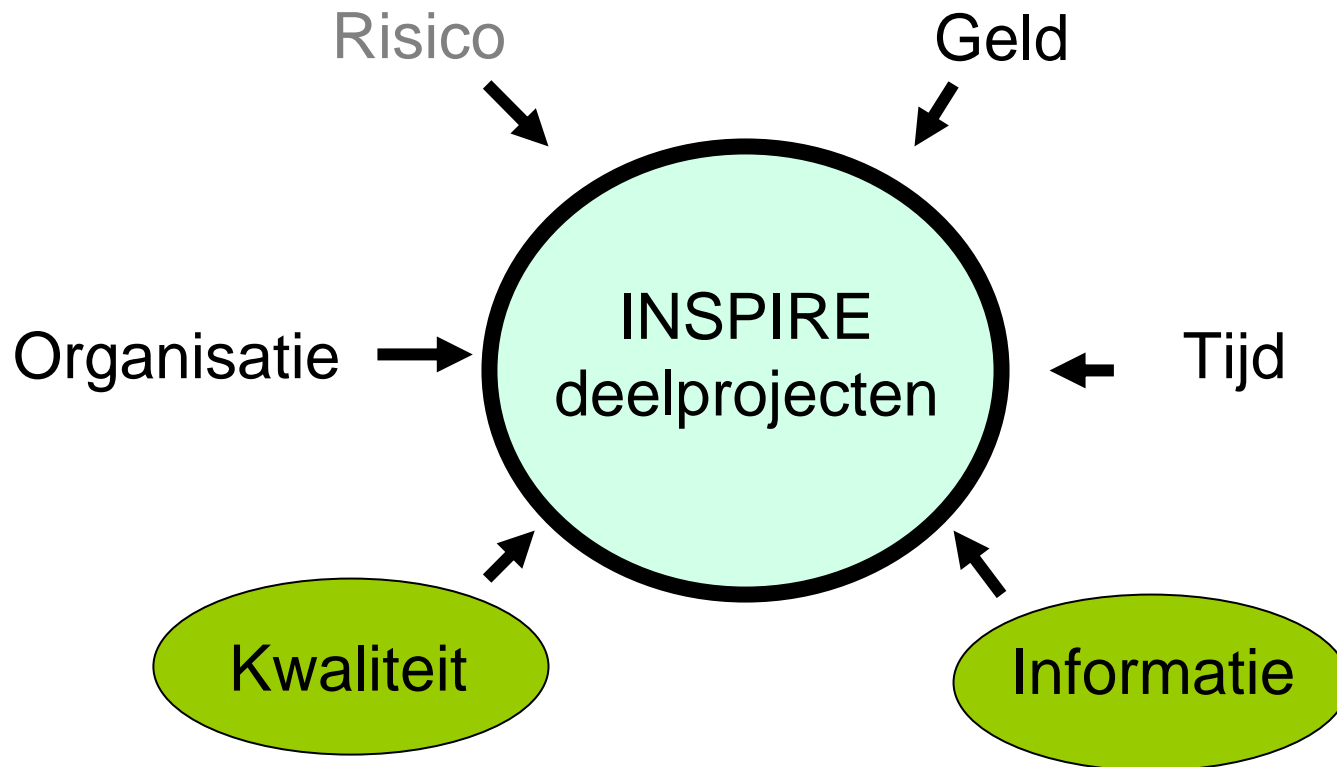 Risico
Geld
INSPIRE
deelprojecten
Organisatie
Tijd
Kwaliteit
Informatie